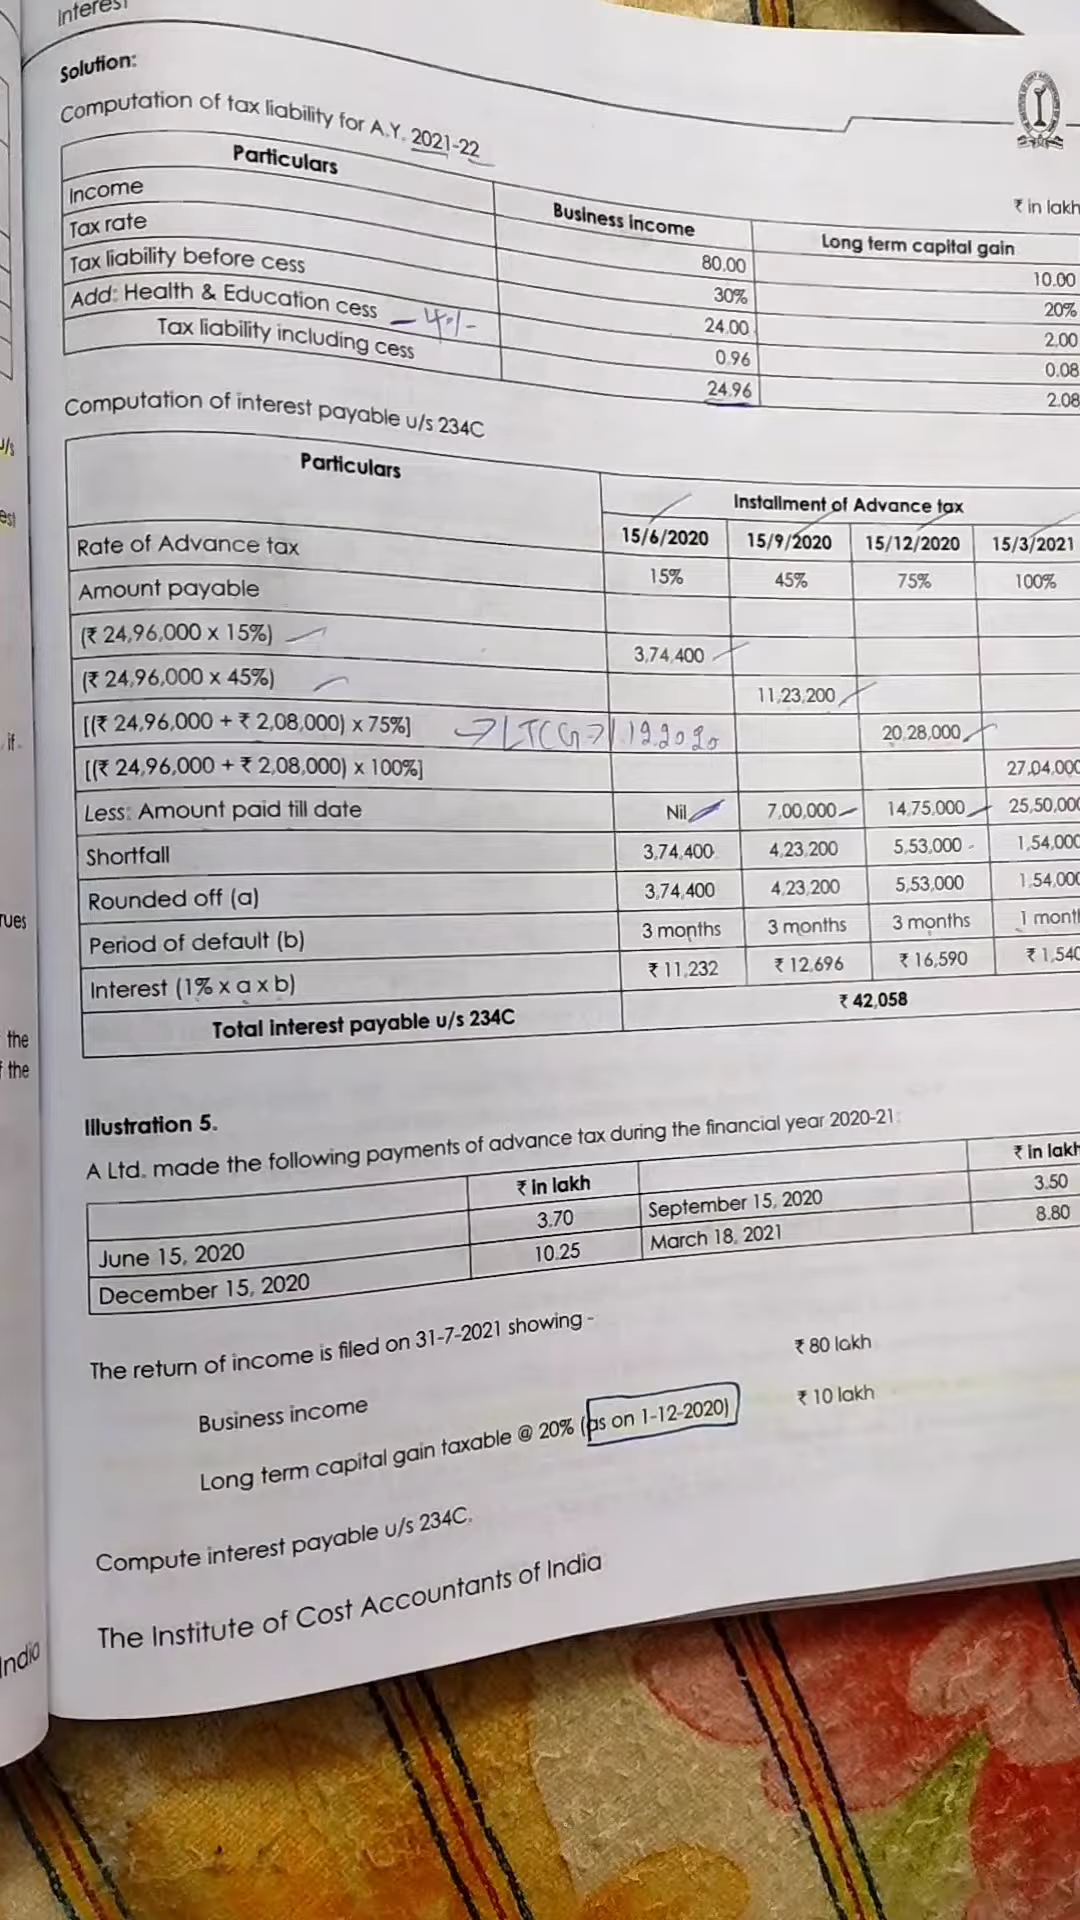 Interest
Solution:
Computation of tax liability for A.Y. 2021-22
₹ in lakh
Particulars Business income Long term capital gain
Income 80.00 10.00
Tax rate 30% 20%
Tax liability before cess 24.00 2.00
Add: Health & Education cess - 4%- 0.96 0.08
Tax liability including cess 24.96 2.08
Computation of interest payable u/s 234C
Particulars Installment of Advance tax
15/6/2020 15/9/2020 15/12/2020 15/3/2021
Rate of Advance tax 15% 45% 75% 100%
Amount payable
(₹ 24,96,000 x 15%) 3,74,400
(₹ 24,96,000 x 45%) 11,23,200
[(₹ 24,96,000 + ₹ 2,08,000) x 75%] →LTCG→1.12.2020 20,28,000
[(₹ 24,96,000 + ₹ 2,08,000) x 100%] 27,04,000
Less: Amount paid till date Nil 7,00,000 14,75,000 25,50,000
Shortfall 3,74,400 4,23,200 5,53,000 1,54,000
Rounded off (a) 3,74,400 4,23,200 5,53,000 1,54,000
Period of default (b) 3 months 3 months 3 months 1 month
Interest (1% x a x b) ₹ 11,232 ₹ 12,696 ₹ 16,590 ₹ 1,540
Total interest payable u/s 234C ₹ 42,058
Illustration 5.
A Ltd. made the following payments of advance tax during the financial year 2020-21:
₹ in lakh ₹ in lakh
June 15, 2020 3.70 September 15, 2020 3.50
December 15, 2020 10.25 March 18, 2021 8.80
The return of income is filed on 31-7-2021 showing -
Business income ₹ 80 lakh
Long term capital gain taxable @ 20% (as on 1-12-2020) ₹ 10 lakh
Compute interest payable u/s 234C.
The Institute of Cost Accountants of India
u/s
if
the
the
India